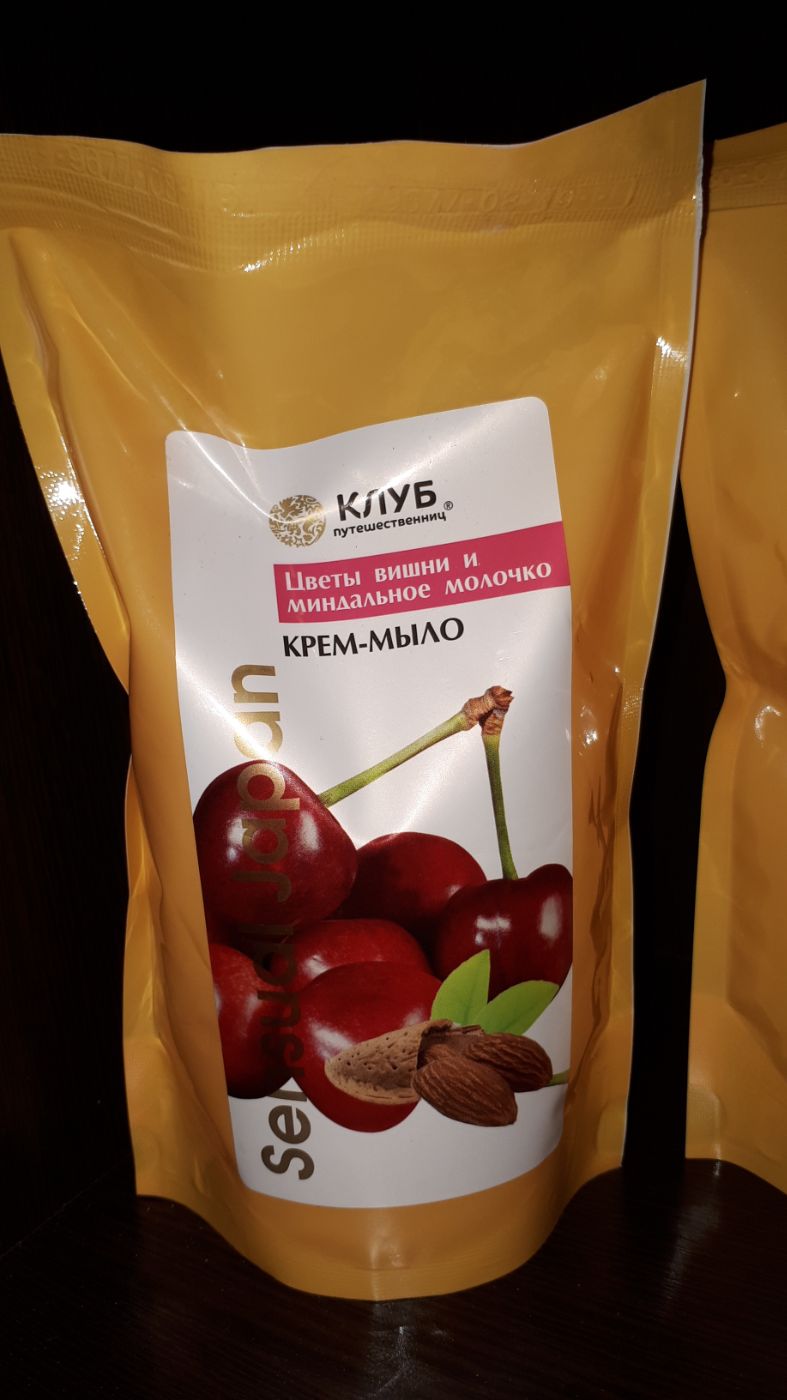 КЛУБ
путешественниц®
Цветы вишни и
миндальное молочко
КРЕМ-МЫЛО
Sensual Japan